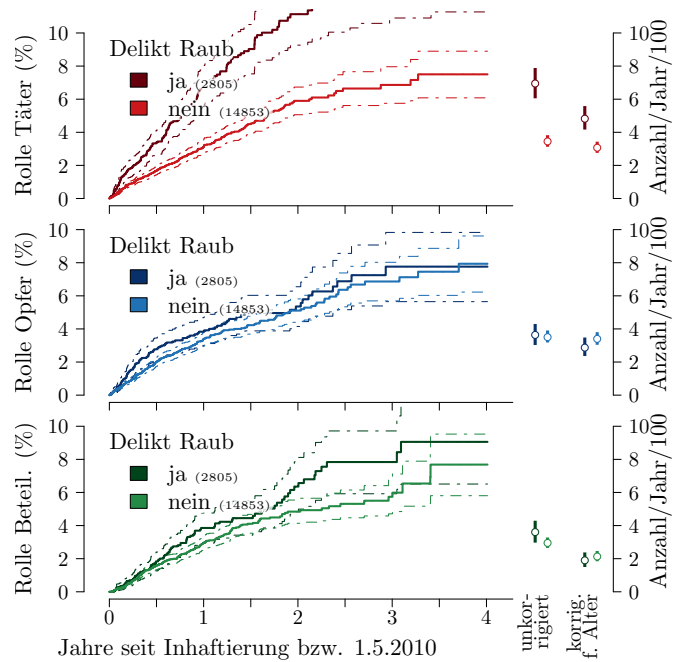 Rolle Täter (%)
10
8
6
4
2
0
Delikt Raub
ja (2805)
nein (14853)
10
8
6
4
2
0
Anzahl/Jahr/100
Rolle Opfer (%)
10
8
6
4
2
0
Delikt Raub
ja (2805)
nein (14853)
10
8
6
4
2
0
Anzahl/Jahr/100
Rolle Beteil. (%)
10
8
6
4
2
0
Delikt Raub
ja (2805)
nein (14853)
10
8
6
4
2
0
Anzahl/Jahr/100
0 1 2 3 4
Jahre seit Inhaftierung bzw. 1.5.2010
unkor-
rigiert
korrig.
f. Alter